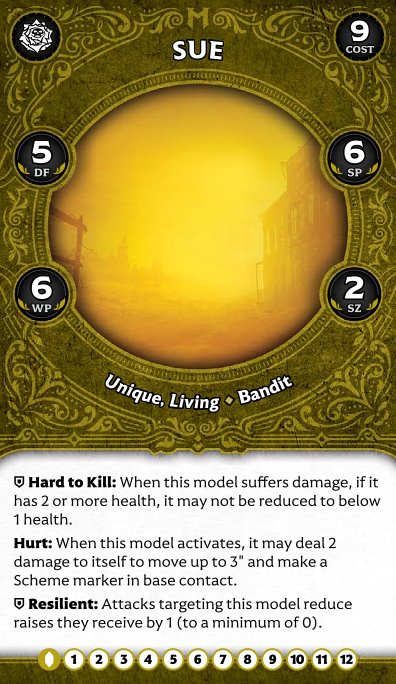 M
SUE
9
COST
5
DF
6
SP
6
WP
2
SZ
Unique, Living ◆ Bandit
Hard to Kill: When this model suffers damage, if it
has 2 or more health, it may not be reduced to below
1 health.
Hurt: When this model activates, it may deal 2
damage to itself to move up to 3" and make a
Scheme marker in base contact.
Resilient: Attacks targeting this model reduce
raises they receive by 1 (to a minimum of 0).
1 2 3 4 5 6 7 8 9 10 11 12